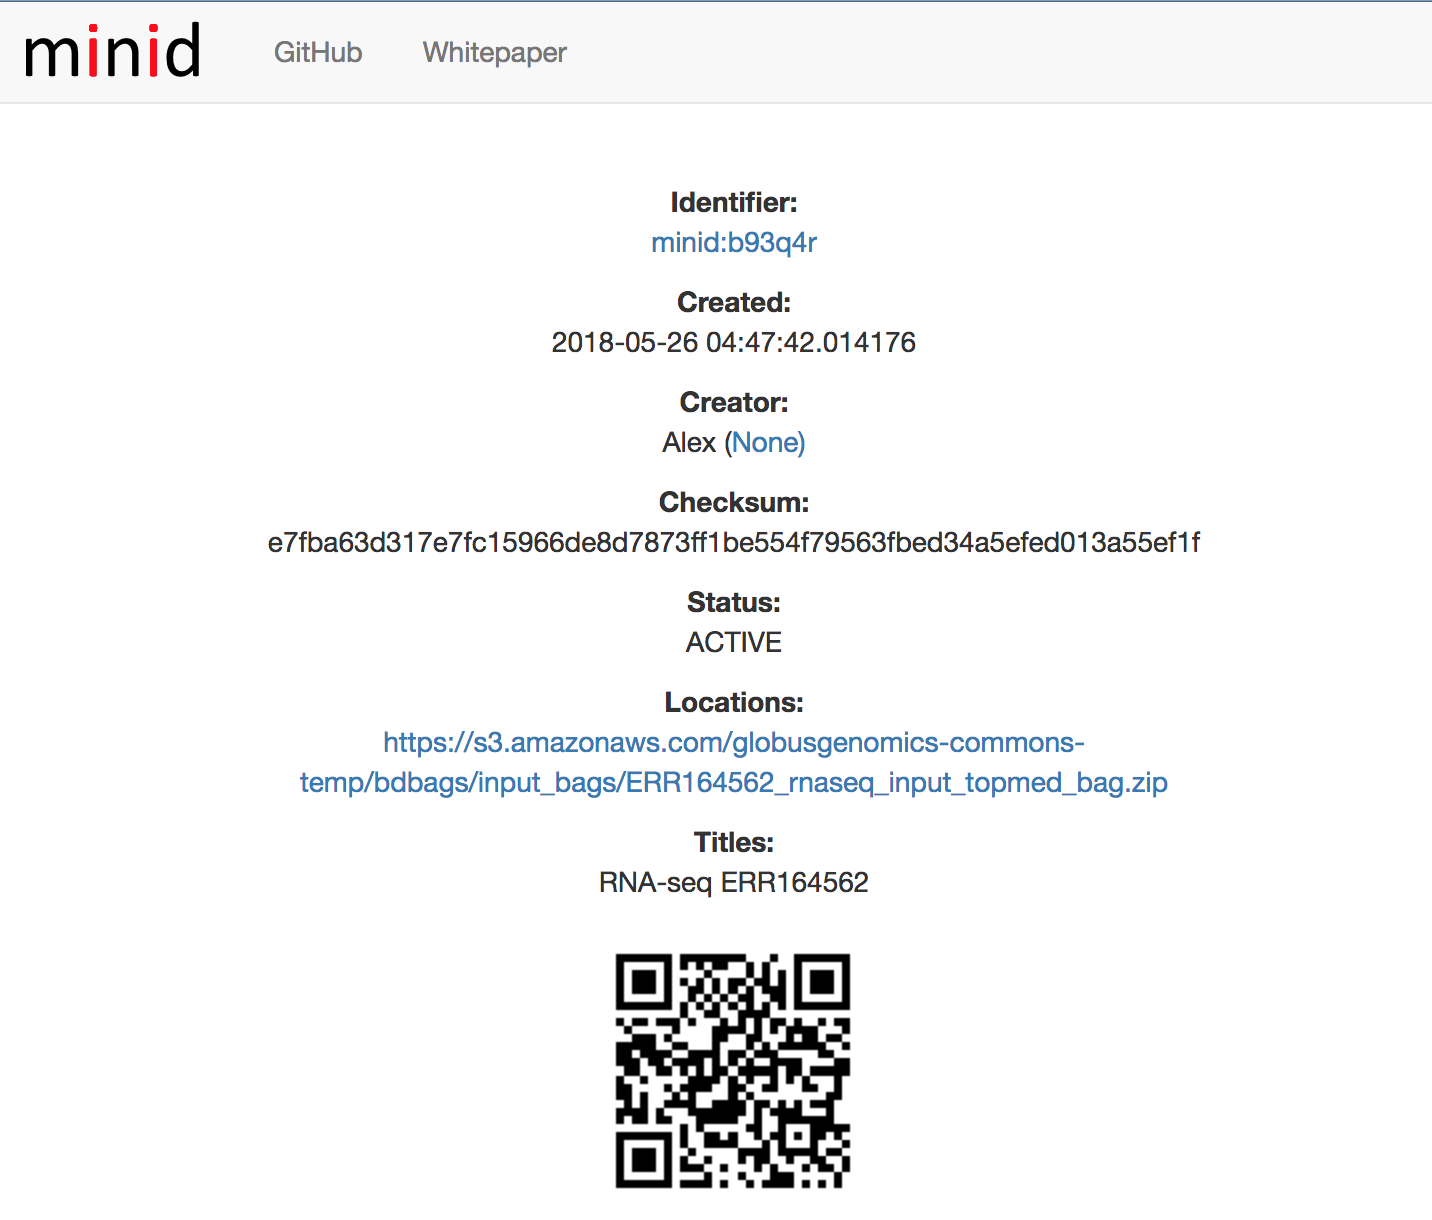 minid GitHub Whitepaper
Identifier:
minid:b93q4r
Created:
2018-05-26 04:47:42.014176
Creator:
Alex (None)
Checksum:
e7fba63d317e7fc15966de8d7873ff1be554f79563fbed34a5efed013a55ef1f
Status:
ACTIVE
Locations:
https://s3.amazonaws.com/globusgenomics-commons-
temp/bdbags/input_bags/ERR164562_rnaseq_input_topmed_bag.zip
Titles:
RNA-seq ERR164562